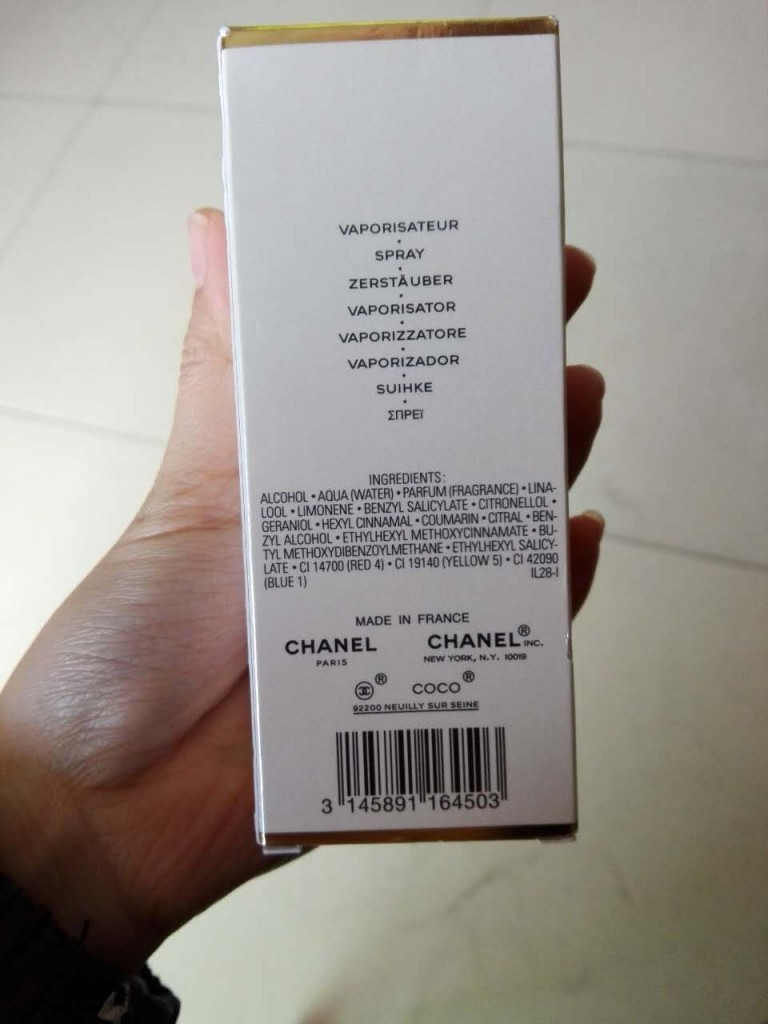 VAPORISATEUR
SPRAY
ZERSTÄUBER
VAPORISATOR
VAPORIZZATORE
VAPORIZADOR
SUIHKE
ΣΠΡΕΪ
INGREDIENTS:
ALCOHOL • AQUA (WATER) • PARFUM (FRAGRANCE) • LINA-
LOOL • LIMONENE • BENZYL SALICYLATE • CITRONELLOL •
GERANIOL • HEXYL CINNAMAL • COUMARIN • CITRAL • BEN-
ZYL ALCOHOL • ETHYLHEXYL METHOXYCINNAMATE • BU-
TYL METHOXYDIBENZOYLMETHANE • ETHYLHEXYL SALICY-
LATE • CI 14700 (RED 4) • CI 19140 (YELLOW 5) • CI 42090
(BLUE 1) IL28-I
MADE IN FRANCE
CHANEL CHANEL® INC.
PARIS NEW YORK, N.Y. 10019
® COCO®
92200 NEUILLY SUR SEINE
3 145891 164503